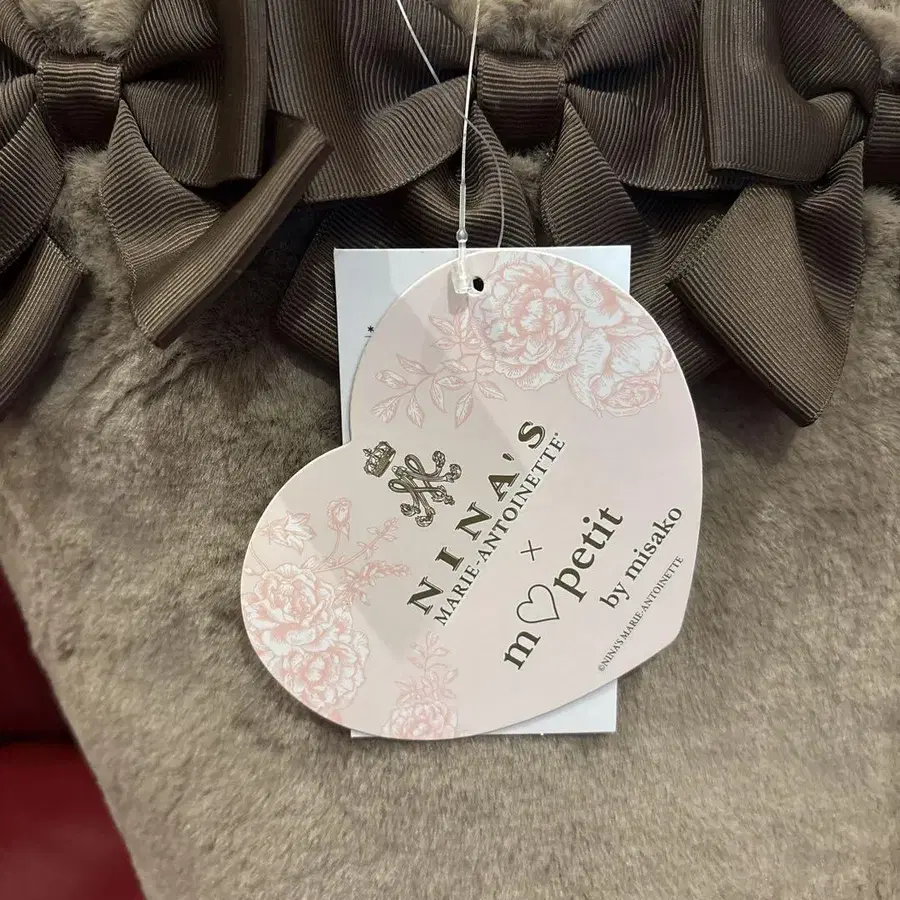 *
NINA'S
MARIE-ANTOINETTE®
×
m♡petit
by misako
©NINA'S MARIE-ANTOINETTE